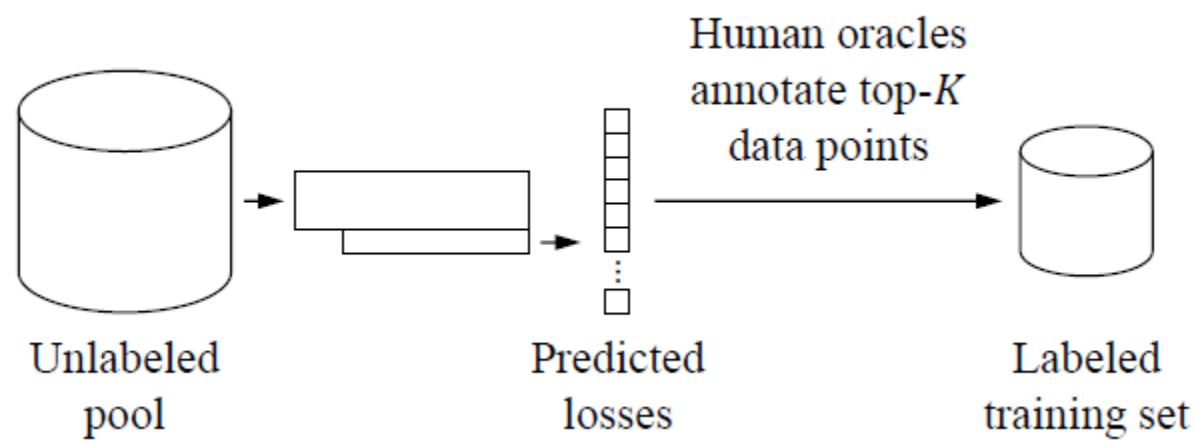 Human oracles
annotate top-K
data points
Unlabeled
pool
Predicted
losses
Labeled
training set